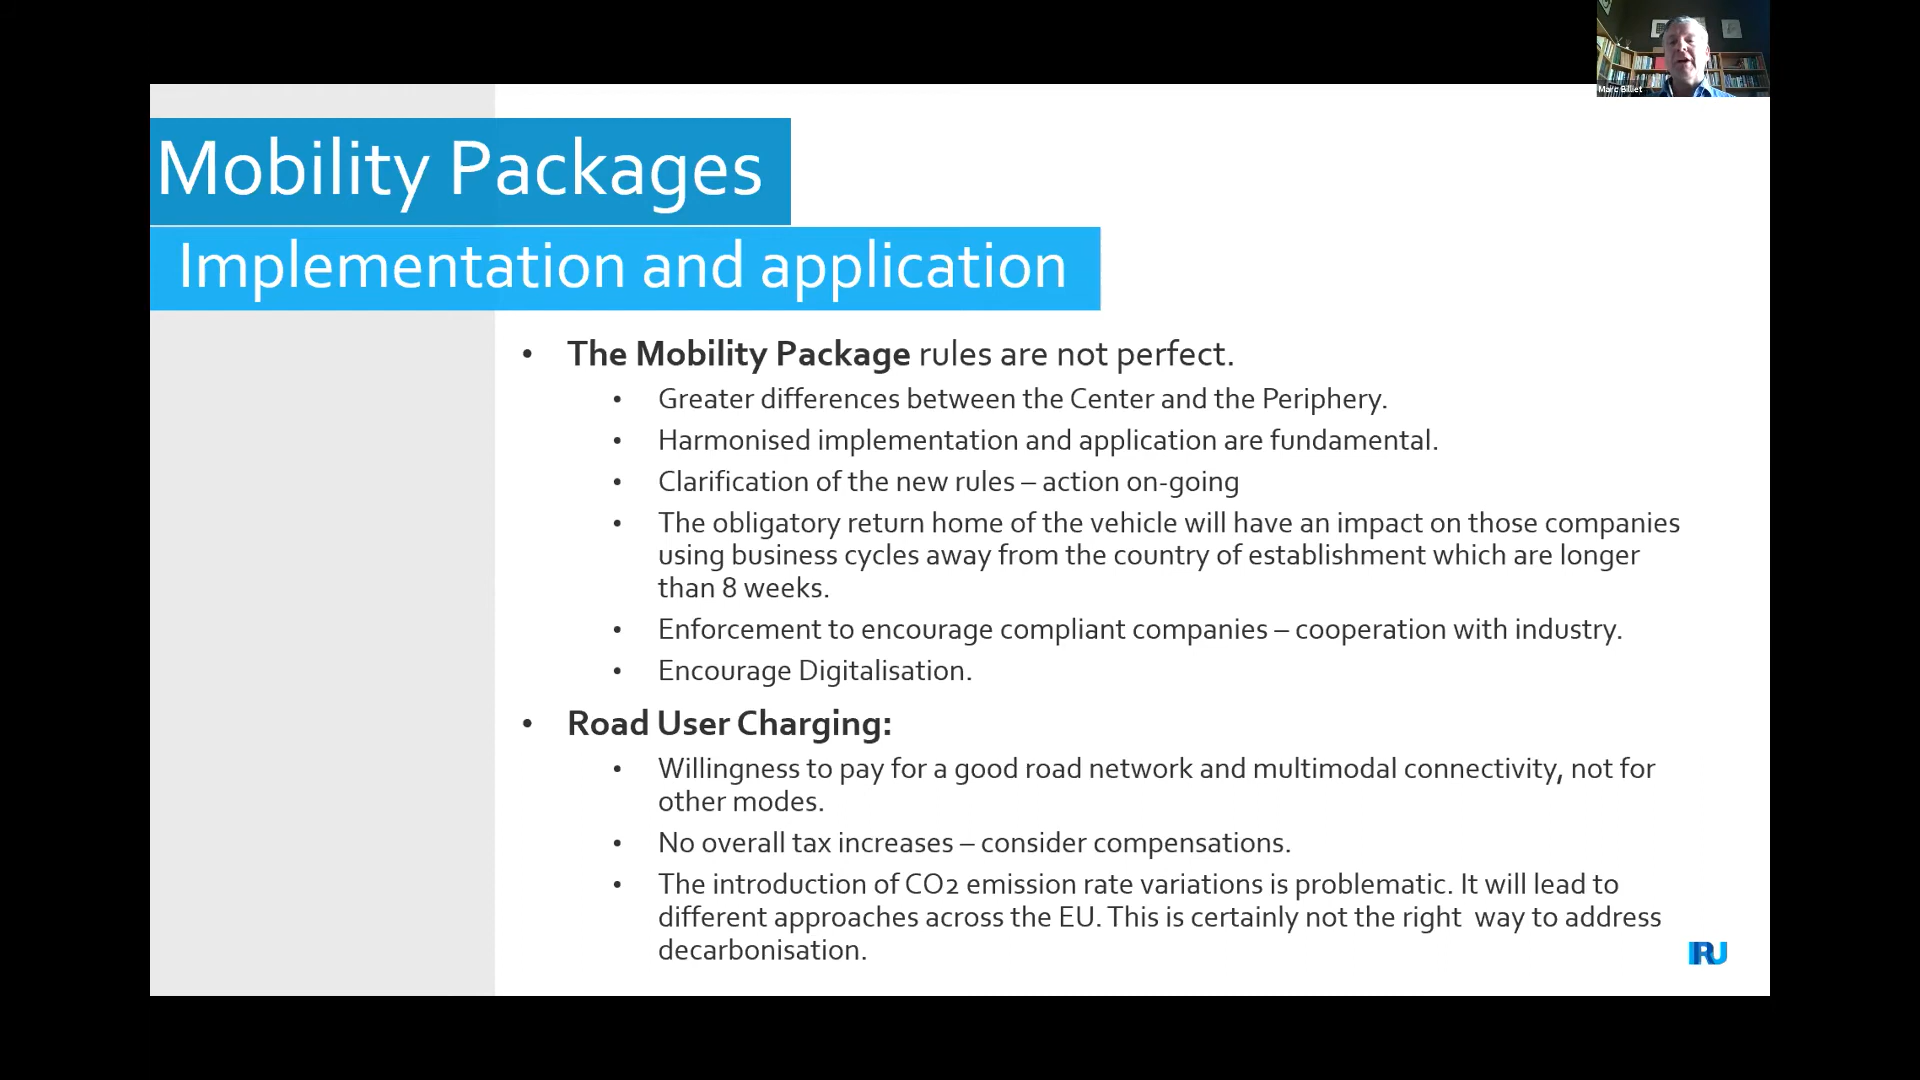 Marc Billet
Mobility Packages
Implementation and application
• The Mobility Package rules are not perfect.
• Greater differences between the Center and the Periphery.
• Harmonised implementation and application are fundamental.
• Clarification of the new rules – action on-going
• The obligatory return home of the vehicle will have an impact on those companies
using business cycles away from the country of establishment which are longer
than 8 weeks.
• Enforcement to encourage compliant companies – cooperation with industry.
• Encourage Digitalisation.
• Road User Charging:
• Willingness to pay for a good road network and multimodal connectivity, not for
other modes.
• No overall tax increases – consider compensations.
• The introduction of CO2 emission rate variations is problematic. It will lead to
different approaches across the EU. This is certainly not the right  way to address
decarbonisation.
IRU